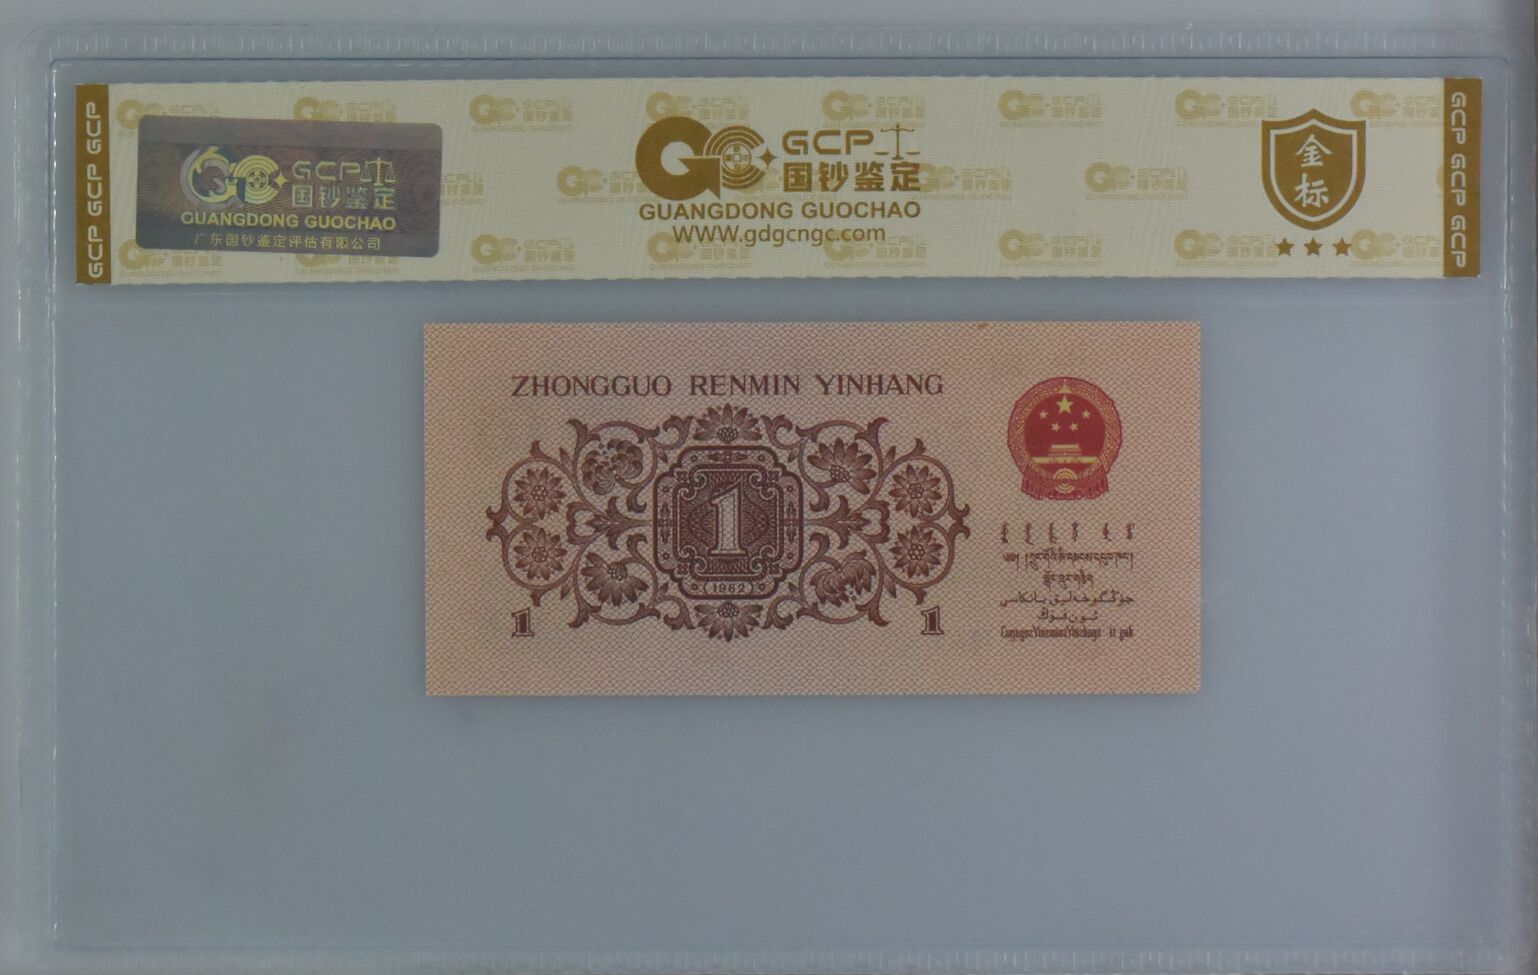 GCP GCP GCP
GCP 国钞鉴定
GUANGDONG GUOCHAO
广东国钞鉴定评估有限公司
GCP
国钞鉴定
GUANGDONG GUOCHAO
WWW.gdgcngc.com
金标
GCP GCP GCP
ZHONGGUO RENMIN YINHANG
1
(1962)
1 1
جۇڭگوخەلىق بانكاسى